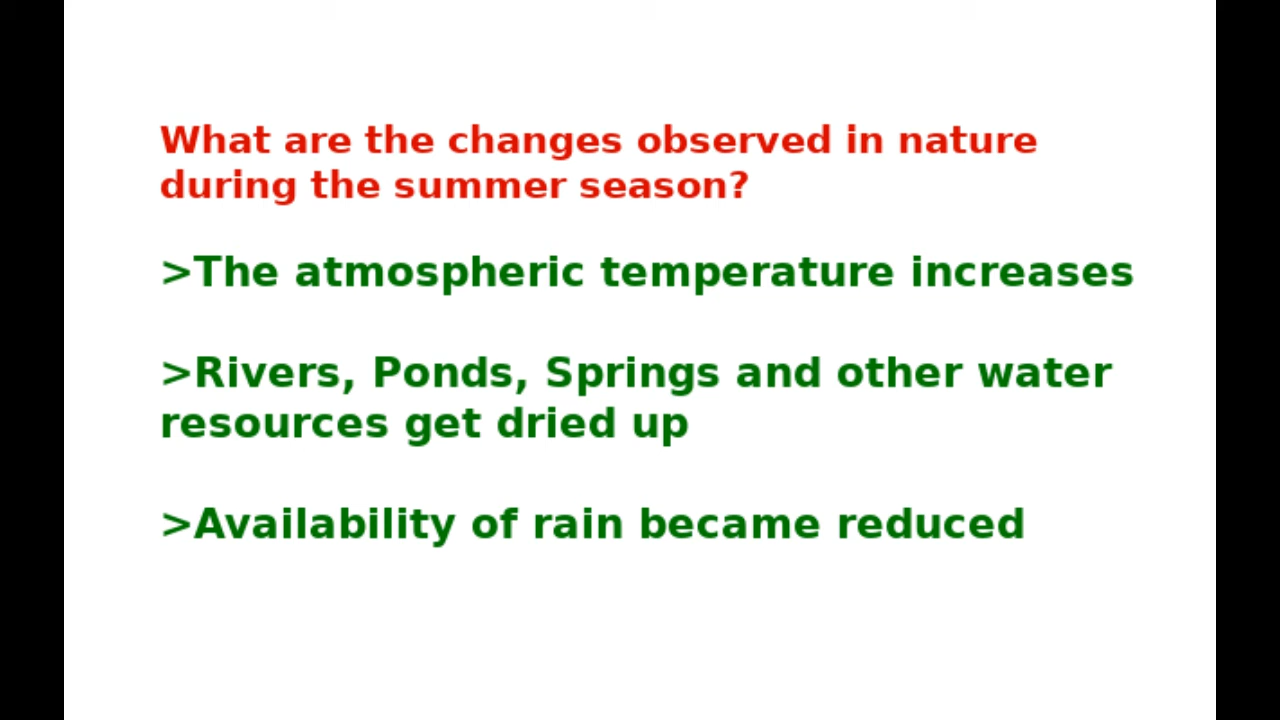 What are the changes observed in nature
during the summer season?
>The atmospheric temperature increases
>Rivers, Ponds, Springs and other water
resources get dried up
>Availability of rain became reduced